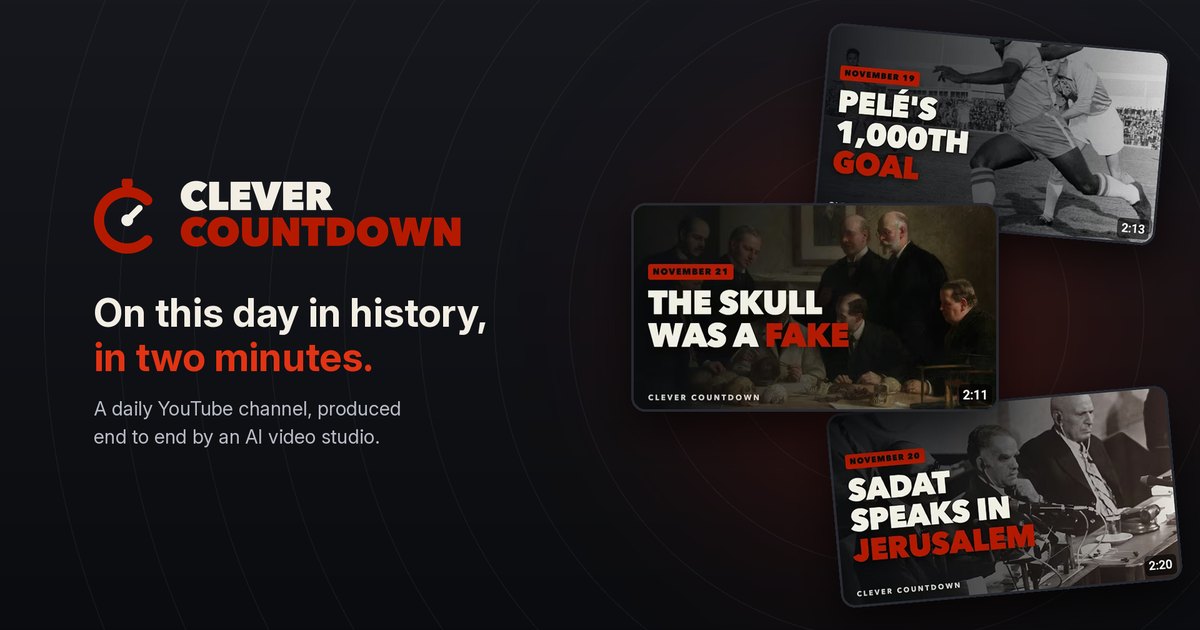 CLEVER
COUNTDOWN
On this day in history,
in two minutes.
A daily YouTube channel, produced
end to end by an AI video studio.
NOVEMBER 19
PELÉ'S
1,000TH
GOAL
2:13
NOVEMBER 21
THE SKULL
WAS A FAKE
CLEVER COUNTDOWN
2:11
NOVEMBER 20
SADAT
SPEAKS IN
JERUSALEM
CLEVER COUNTDOWN
2:20